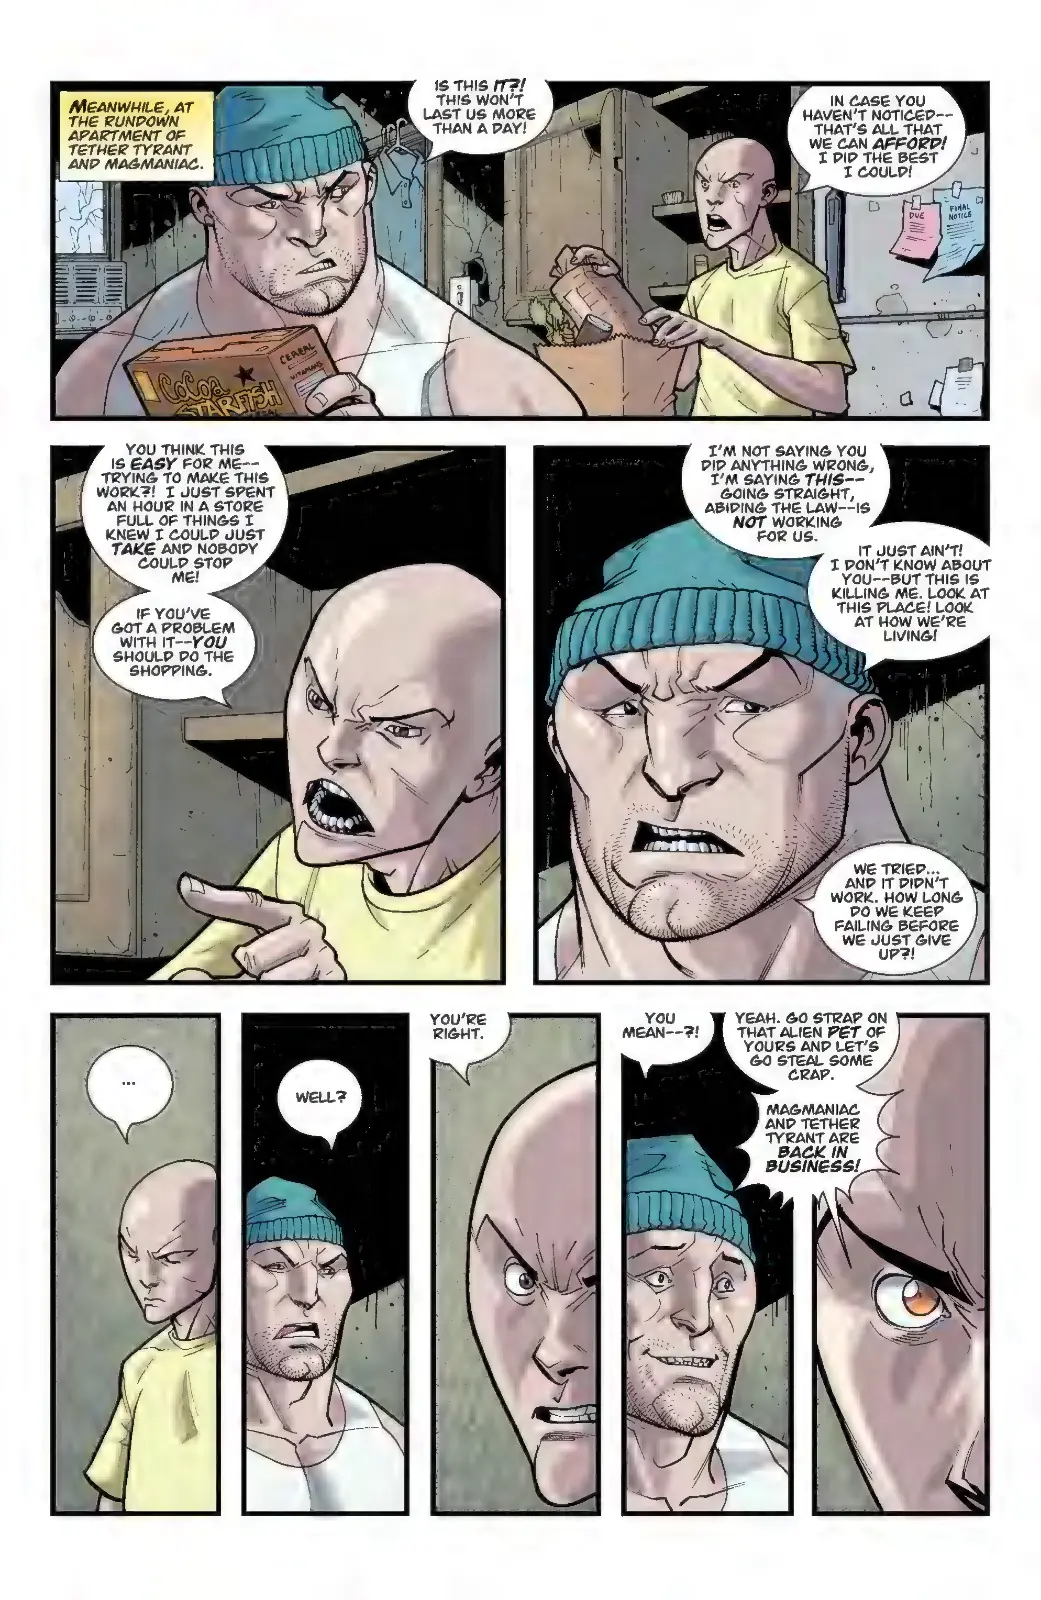 MEANWHILE, AT
THE RUNDOWN
APARTMENT OF
TETHER TYRANT
AND MAGMANIAC.
IS THIS IT?!
THIS WON'T
LAST US MORE
THAN A DAY!
IN CASE YOU
HAVEN'T NOTICED--
THAT'S ALL THAT
WE CAN AFFORD!
I DID THE BEST
I COULD!
DUE
FINAL
NOTICE
CEREAL
VITAMINS
COCOA
STARFISH
YOU THINK THIS
IS EASY FOR ME--
TRYING TO MAKE THIS
WORK?! I JUST SPENT
AN HOUR IN A STORE
FULL OF THINGS I
KNEW I COULD JUST
TAKE AND NOBODY
COULD STOP
ME!
IF YOU'VE
GOT A PROBLEM
WITH IT--YOU
SHOULD DO THE
SHOPPING.
I'M NOT SAYING YOU
DID ANYTHING WRONG,
I'M SAYING THIS--
GOING STRAIGHT,
ABIDING THE LAW--IS
NOT WORKING
FOR US.
IT JUST AIN'T!
I DON'T KNOW ABOUT
YOU--BUT THIS IS
KILLING ME. LOOK AT
THIS PLACE! LOOK
AT HOW WE'RE
LIVING!
WE TRIED...
AND IT DIDN'T
WORK. HOW LONG
DO WE KEEP
FAILING BEFORE
WE JUST GIVE
UP?!
...
WELL?
YOU'RE
RIGHT.
YOU
MEAN--?!
YEAH. GO STRAP ON
THAT ALIEN PET OF
YOURS AND LET'S
GO STEAL SOME
CRAP.
MAGMANIAC
AND TETHER
TYRANT ARE
BACK IN
BUSINESS!